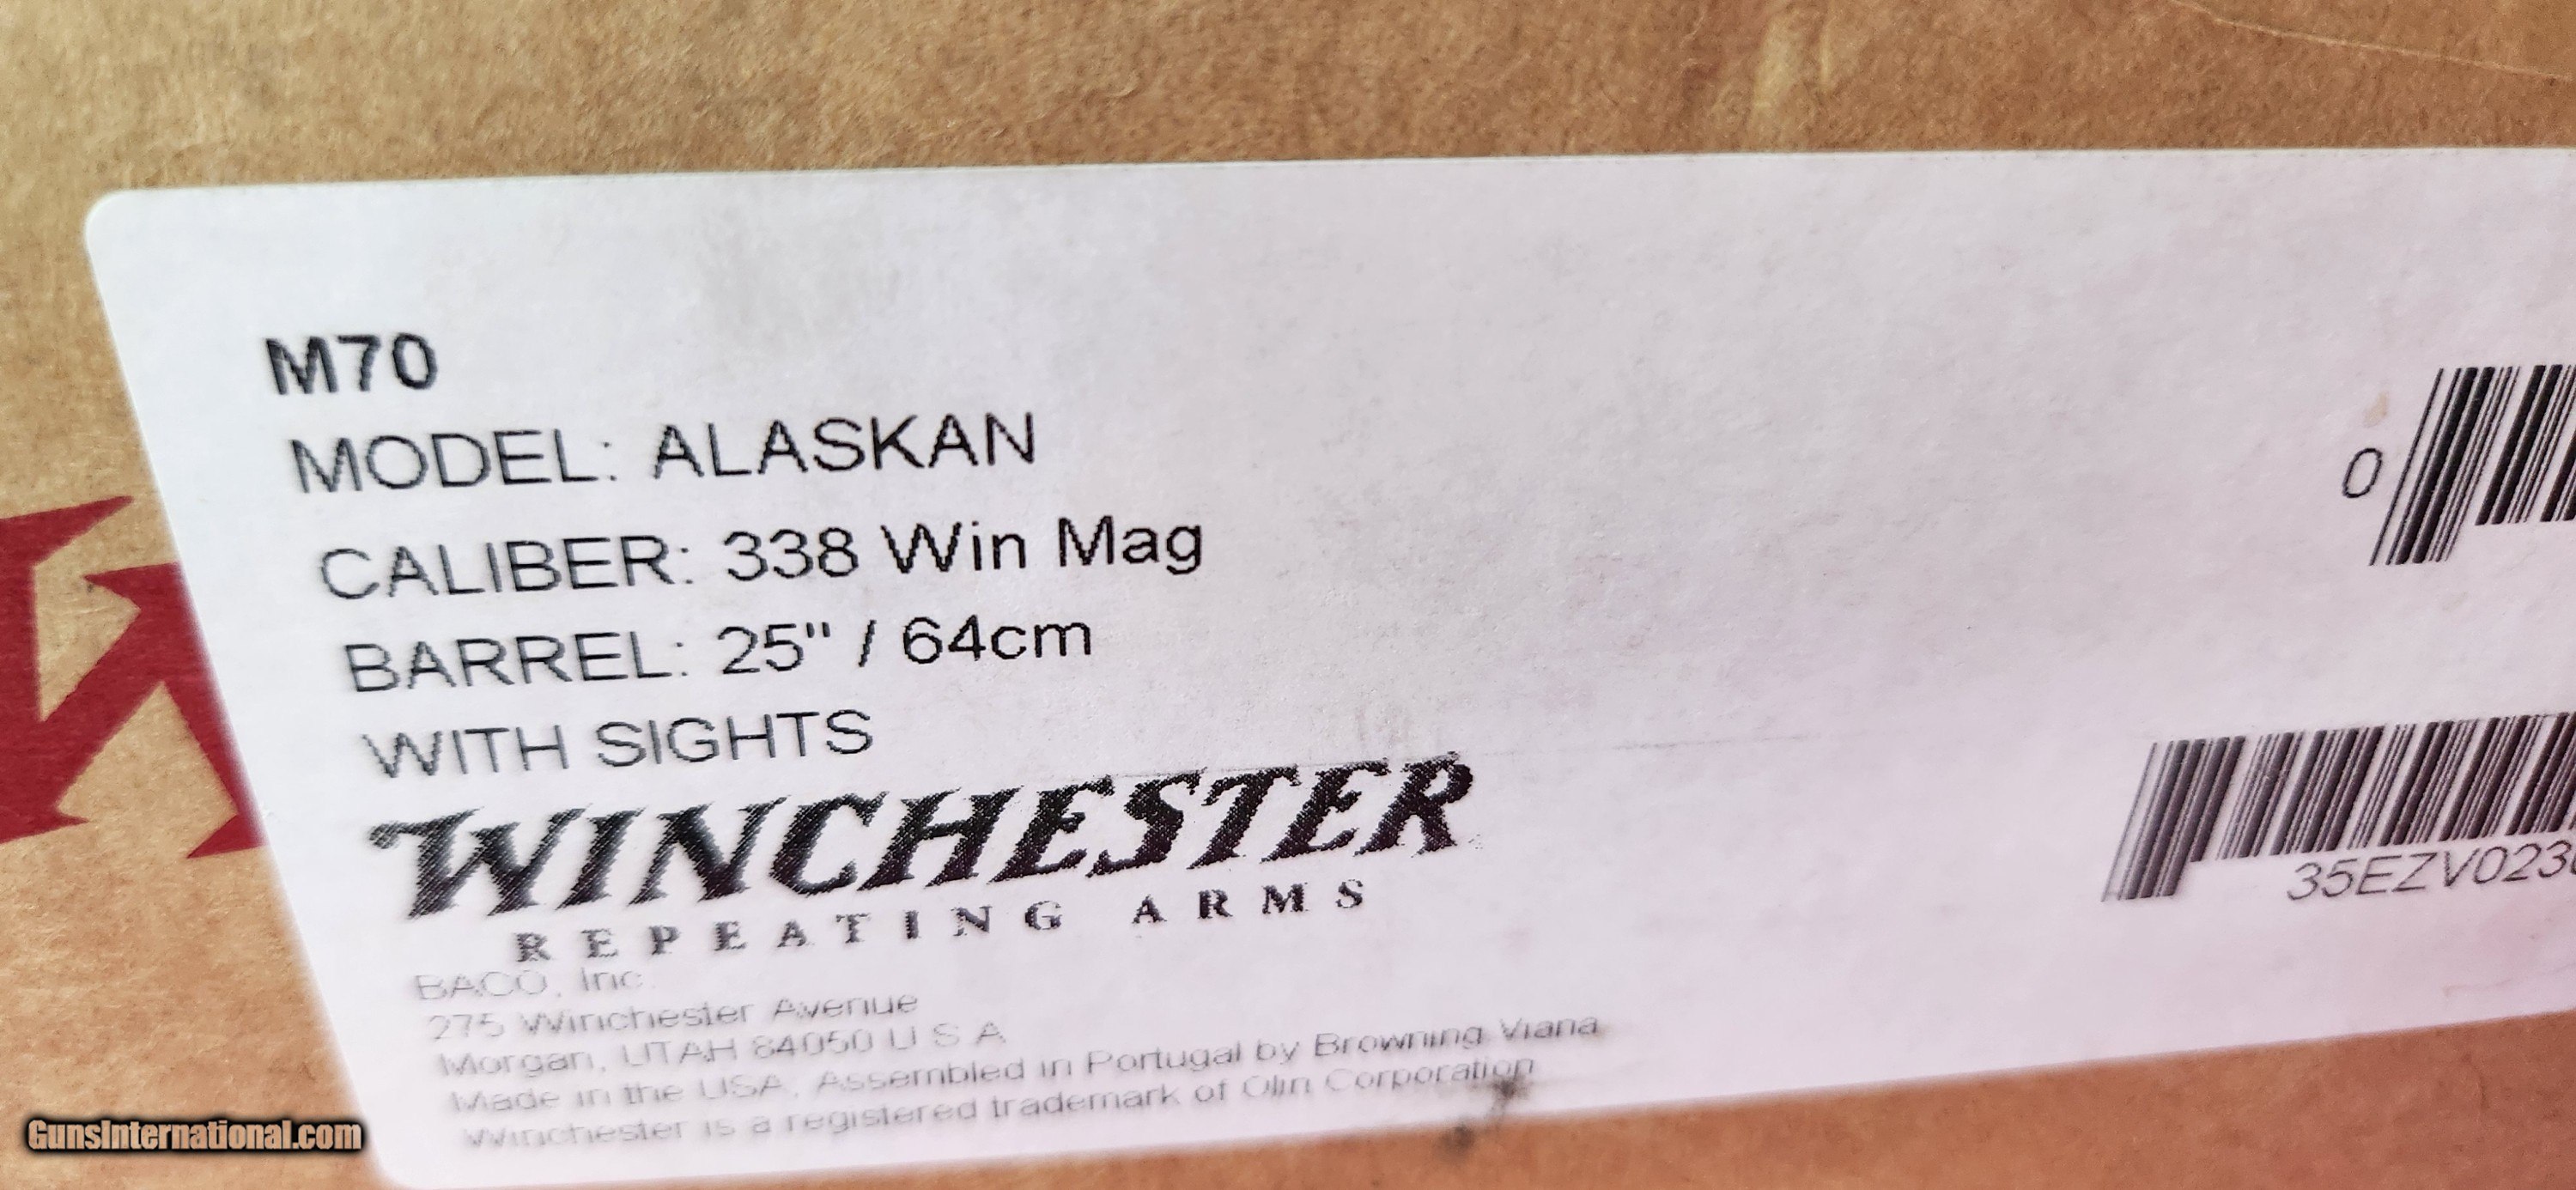 M70
MODEL: ALASKAN
CALIBER: 338 Win Mag
BARREL: 25" / 64cm
WITH SIGHTS
WINCHESTER
REPEATING ARMS
BACO, Inc.
275 Winchester Avenue
Morgan, UTAH 84050 U S A
Made in the USA, Assembled in Portugal by Browning Viana
Winchester is a registered trademark of Olin Corporation
0
35EZV023
GunsInternational.com